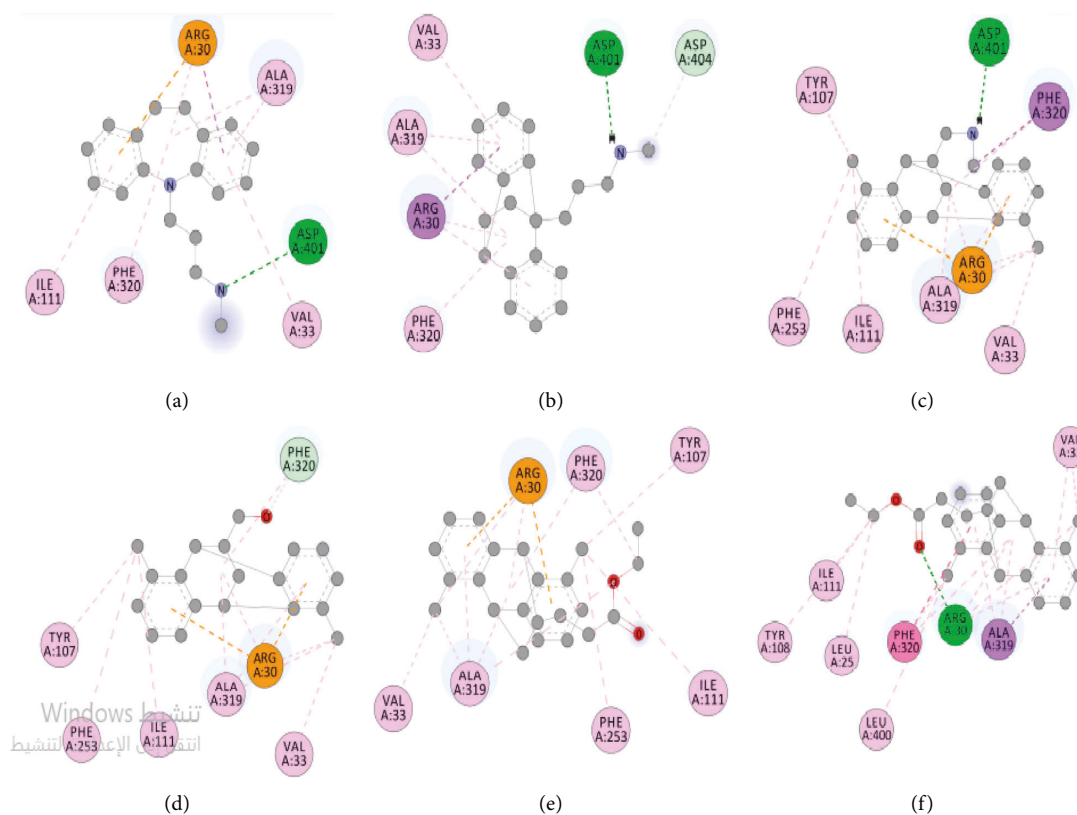 ARG
A:30
ALA
A:319
ASP
A:401
ILE
A:111
PHE
A:320
VAL
A:33
(a)
VAL
A:33
ASP
A:401
ASP
A:404
ALA
A:319
N
ARG
A:30
PHE
A:320
(b)
ASP
A:401
TYR
A:107
PHE
A:320
N
ARG
A:30
ALA
A:319
PHE
A:253
ILE
A:111
VAL
A:33
(c)
N
N
PHE
A:320
O
TYR
A:107
ARG
A:30
ALA
A:319
تنشيط Windows
PHE
A:253
ILE
A:111
VAL
A:33
لتنشيط
(d)
ARG
A:30
PHE
A:320
TYR
A:107
O
O
ALA
A:319
VAL
A:33
PHE
A:253
ILE
A:111
(e)
O
O
ILE
A:111
TYR
A:108
LEU
A:25
PHE
A:320
ARG
A:30
ALA
A:319
LEU
A:400
(f)